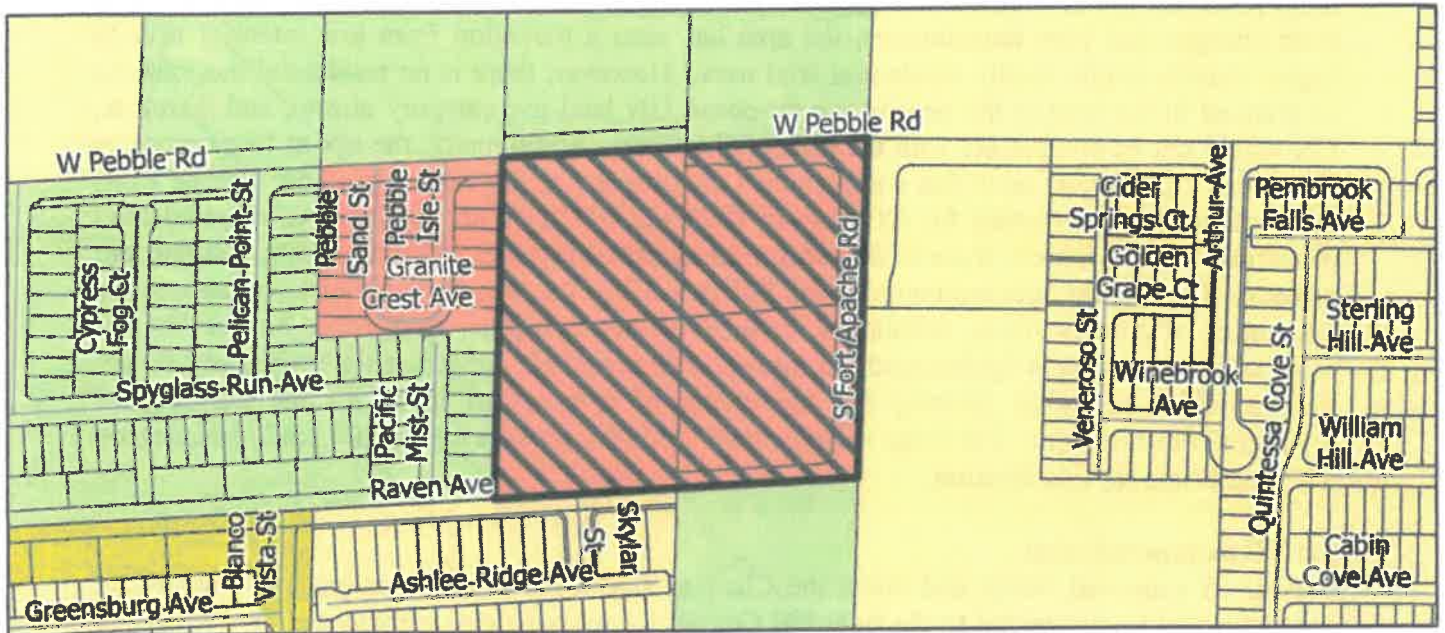 W Pebble Rd
W Pebble Rd
Cypress
Fog-Ct
Pelican-Point-St
Pebble
Sand St
Pebble
Isle-St
Granite
Crest Ave
Spyglass-Run-Ave
Pacific
Mist-St
Raven Ave
S Fort Apache Rd
Cider
Springs-Ct
Golden
Grape-Ct
Arthur-Ave
Pembrook
Falls-Ave
Veneroso-St
Winebrook
Ave
Quintessa Cove St
Sterling
Hill-Ave
William
Hill-Ave
Cabin
Cove Ave
Blanco
Vista-St
Greensburg Ave
Ashlee-Ridge-Ave
Skylar
St